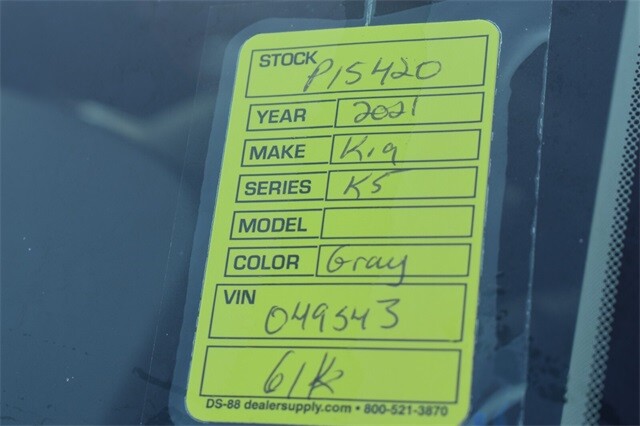 STOCK P15420
YEAR 2021
MAKE Kia
SERIES K5
MODEL
COLOR Gray
VIN 049543
61K
DS-88 dealersupply.com • 800-521-3870